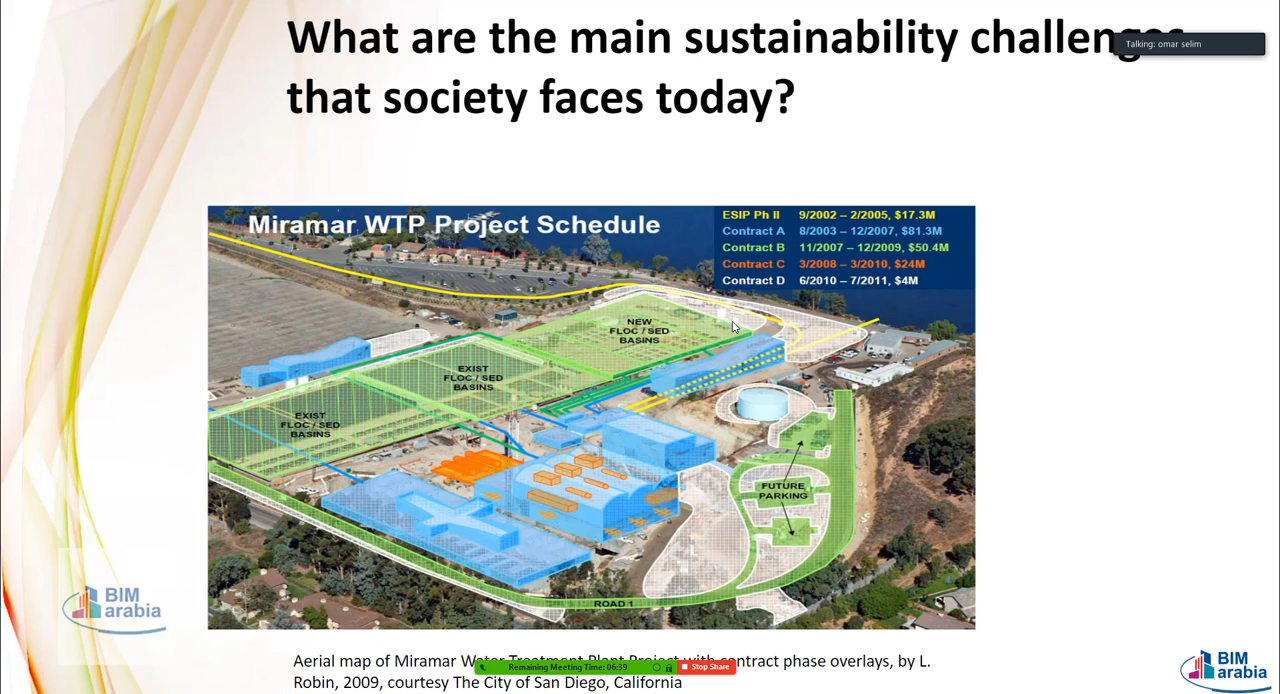 What are the main sustainability challenges
Talking: omar selim
that society faces today?
Miramar WTP Project Schedule
ESIP Ph II 9/2002 – 2/2005, $17.3M
Contract A 8/2003 – 12/2007, $81.3M
Contract B 11/2007 – 12/2009, $50.4M
Contract C 3/2008 – 3/2010, $24M
Contract D 6/2010 – 7/2011, $4M
NEW
FLOC / SED
BASINS
EXIST
FLOC / SED
BASINS
EXIST
FLOC / SED
BASINS
FUTURE
PARKING
ROAD 1
BIM
arabia
Aerial map of Miramar Water Treatment Plant Project with contract phase overlays, by L.
Remaining Meeting Time: 06:39
Stop Share
Robin, 2009, courtesy The City of San Diego, California
BIM
arabia